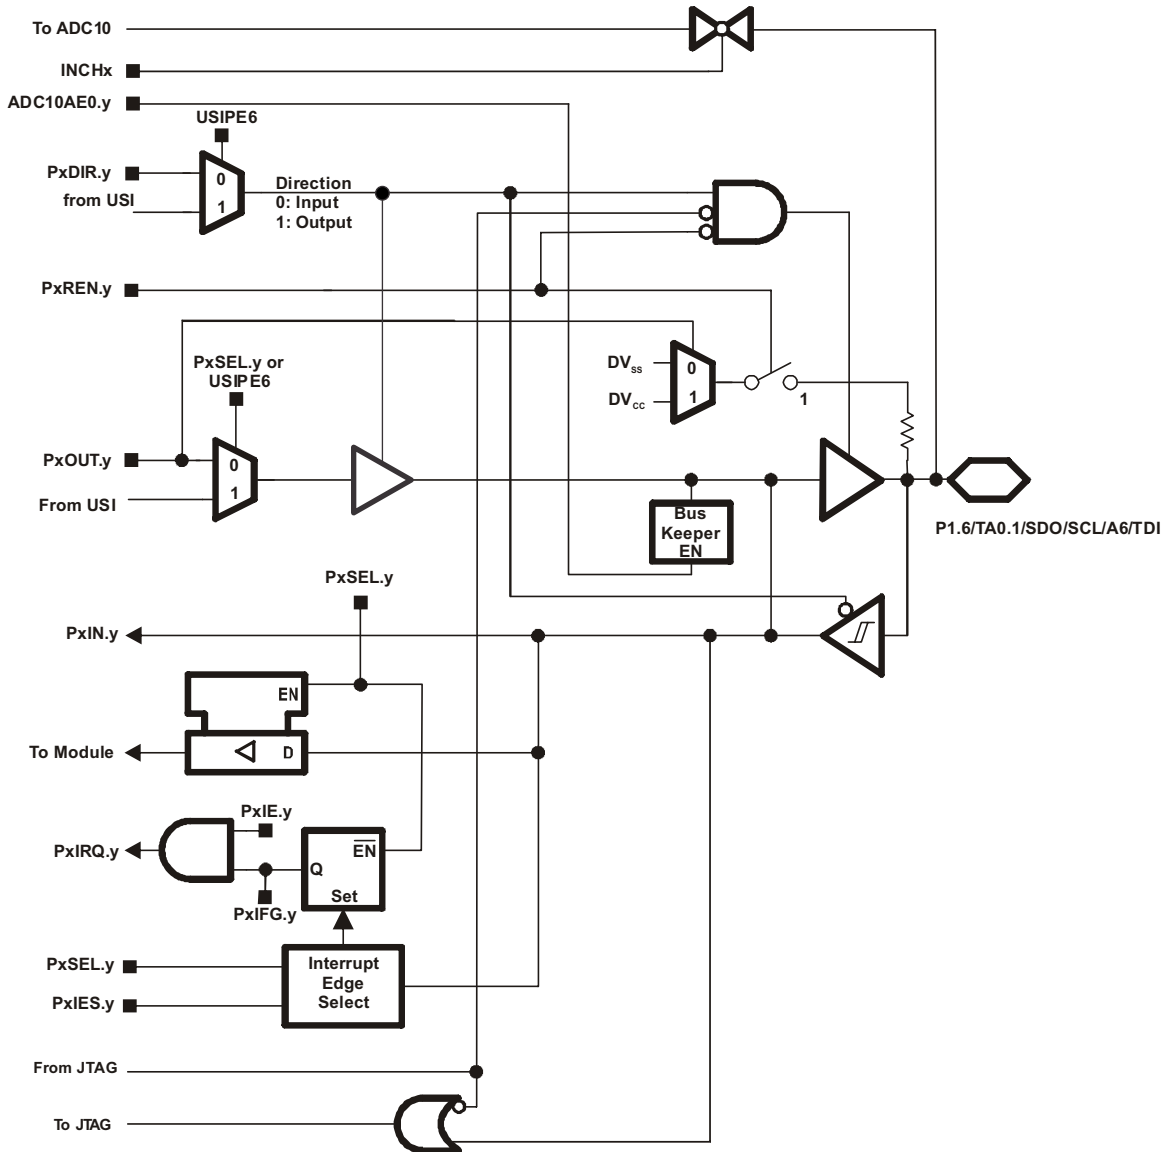 To ADC10
INCHx
ADC10AE0.y
USIPE6
PxDIR.y
0
from USI
1
Direction
0: Input
1: Output
PxREN.y
PxSEL.y or
USIPE6
DVss
0
DVcc
1
1
PxOUT.y
0
From USI
1
Bus
Keeper
EN
P1.6/TA0.1/SDO/SCL/A6/TDI
PxSEL.y
PxIN.y
EN
To Module
D
PxIE.y
PxIRQ.y
EN
Q
Set
PxIFG.y
PxSEL.y
Interrupt
Edge
Select
PxIES.y
From JTAG
To JTAG